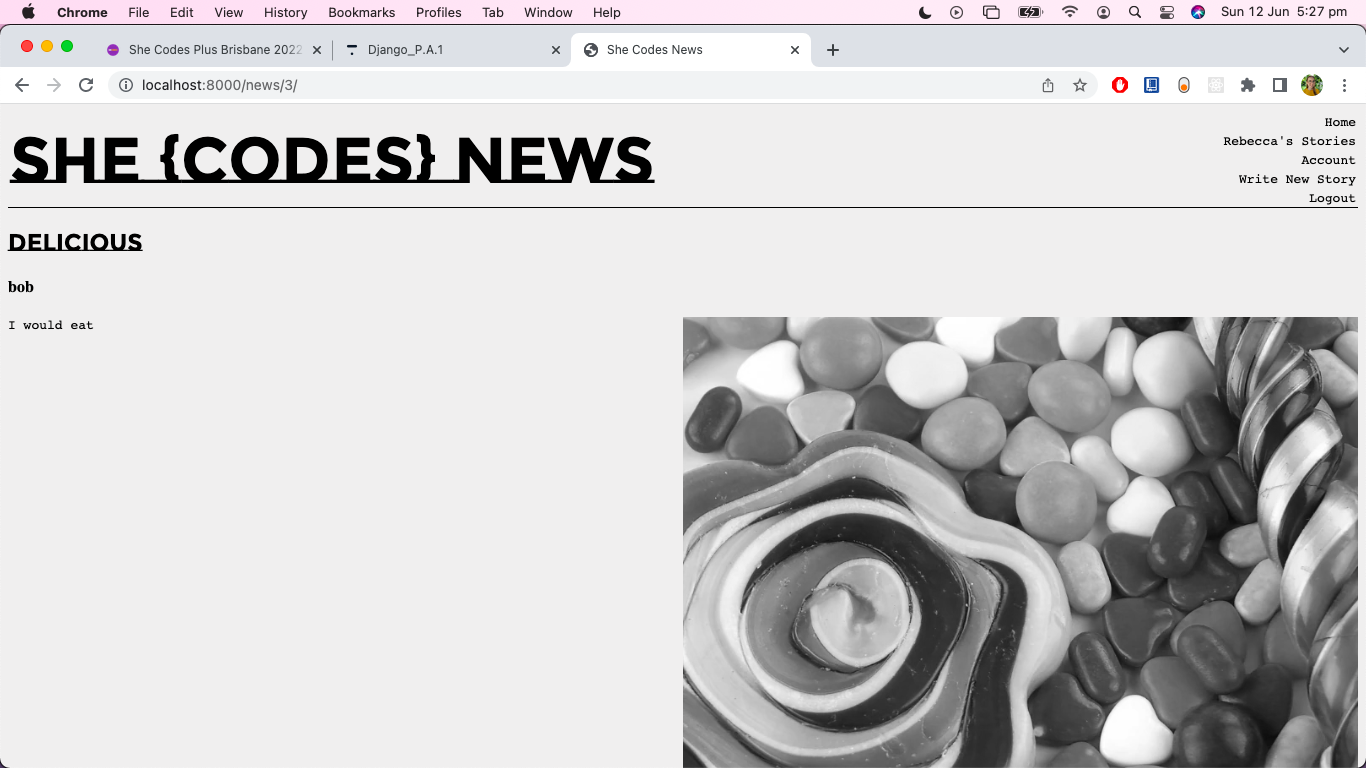 Chrome File Edit View History Bookmarks Profiles Tab Window Help Sun 12 Jun 5:27 pm
She Codes Plus Brisbane 2022 Django_P.A.1 She Codes News
localhost:8000/news/3/
SHE {CODES} NEWS
Home
Rebecca's Stories
Account
Write New Story
Logout
DELICIOUS
bob
I would eat